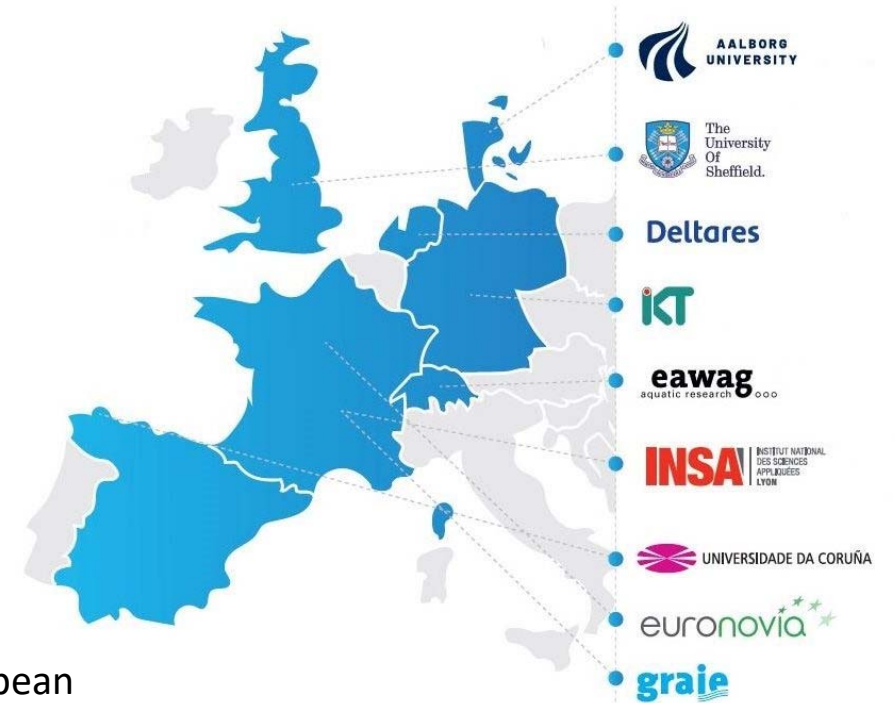 AALBORG
UNIVERSITY
The
University
Of
Sheffield.
Deltares
iKT
eawag
aquatic research
INSA
INSTITUT NATIONAL
DES SCIENCES
APPLIQUÉES
LYON
UNIVERSIDADE DA CORUÑA
euronovia
graie